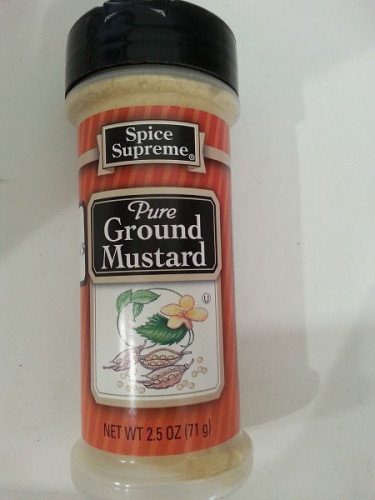 Spice
Supreme®
Pure
Ground
Mustard
U
NET WT 2.5 OZ (71 g)